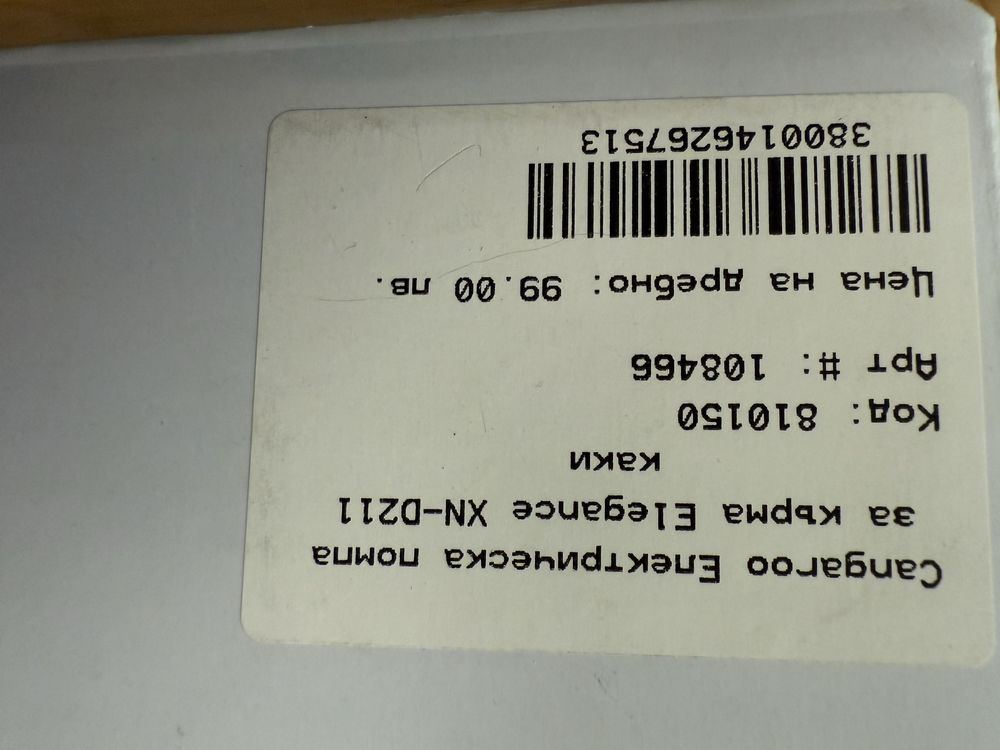 Cangaroo Електрическа помпа
за кърма Elegance XN-D211
каки
Код: 810150
Арт #: 108466
Цена на дребно: 99.00 лв.
3800146267513